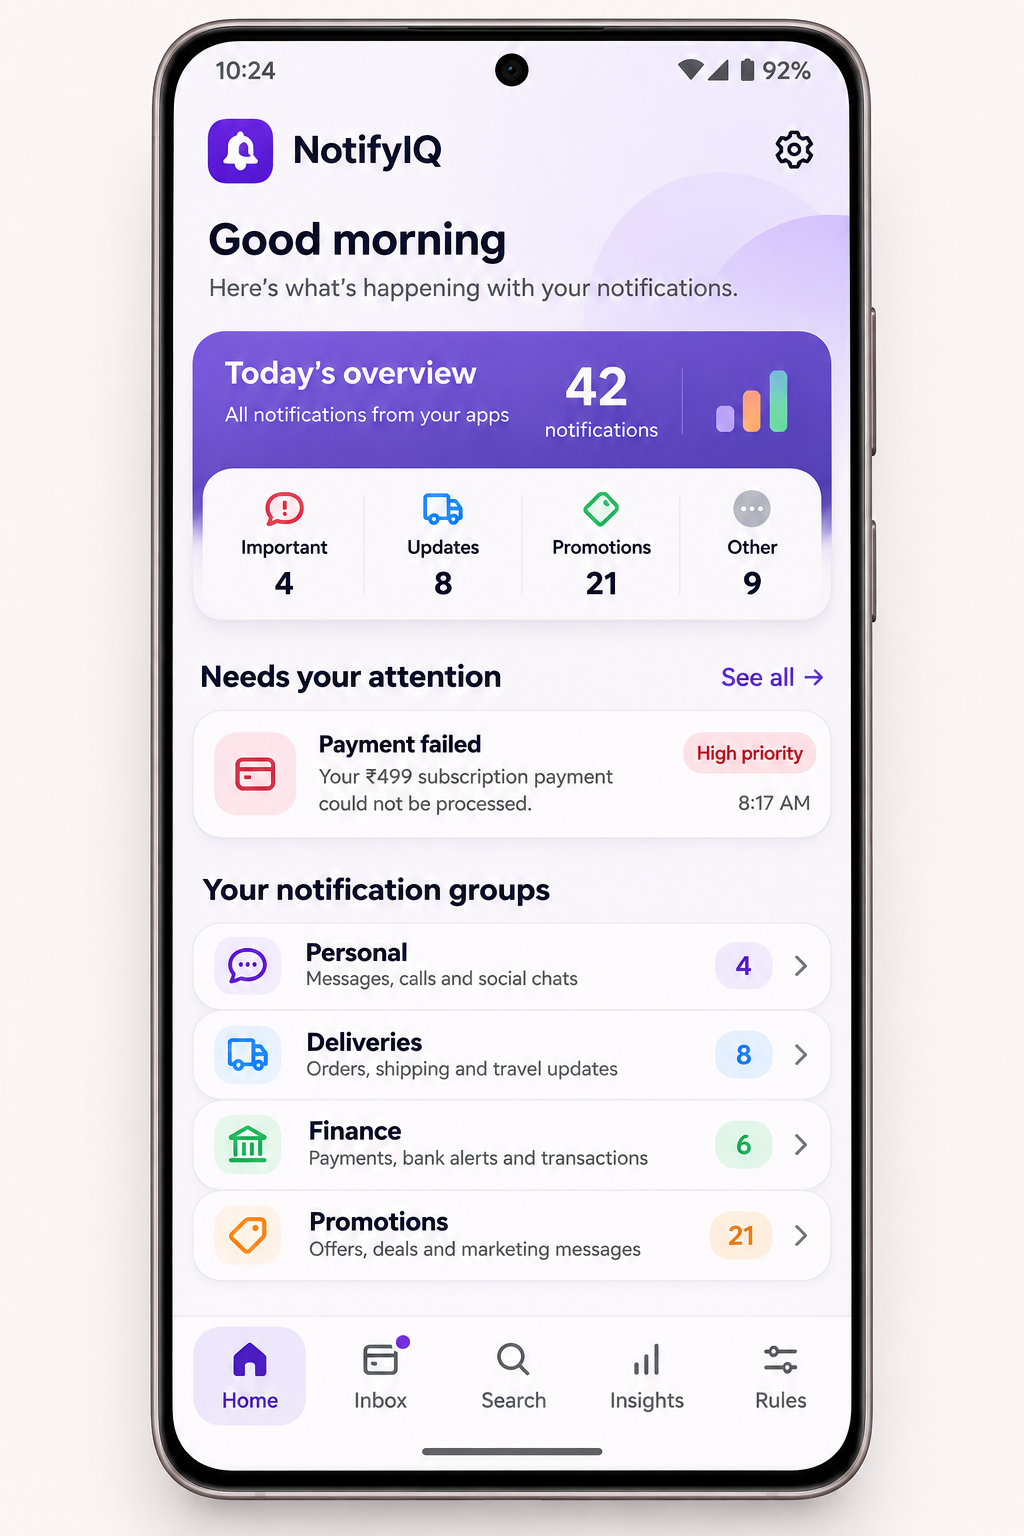 10:24
92%
NotifyIQ
Good morning
Here's what's happening with your notifications.
Today's overview
All notifications from your apps
42
notifications
Important
4
Updates
8
Promotions
21
Other
9
Needs your attention
See all →
Payment failed
Your ₹499 subscription payment
could not be processed.
High priority
8:17 AM
Your notification groups
Personal
Messages, calls and social chats
4
Deliveries
Orders, shipping and travel updates
8
Finance
Payments, bank alerts and transactions
6
Promotions
Offers, deals and marketing messages
21
Home
Inbox
Search
Insights
Rules